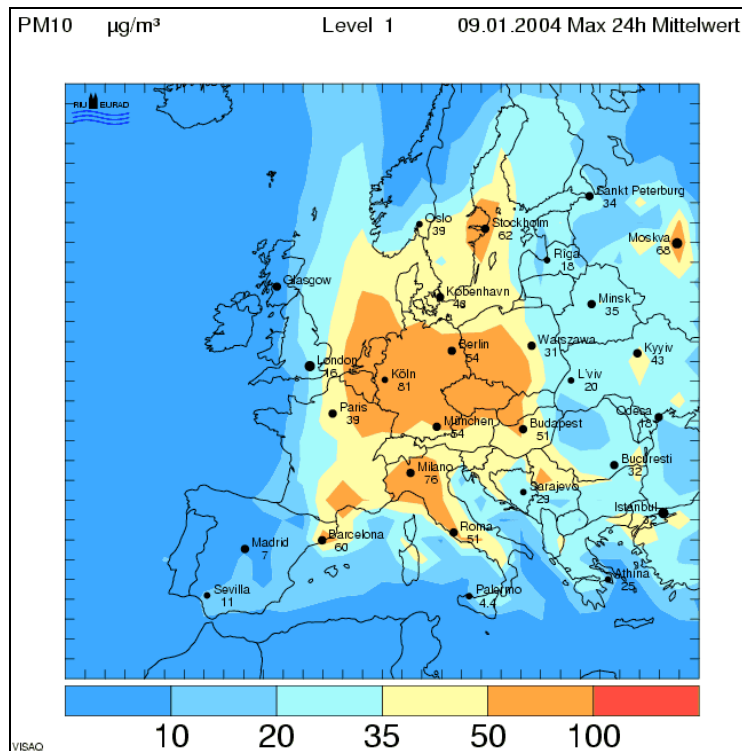 PM10 µg/m³ Level 1 09.01.2004 Max 24h Mittelwert
RIU EURAD
Sankt Peterburg
34
Oslo
39
Stockholm
62
Moskva
68
Riga
18
Glasgow
København
43
Minsk
35
Berlin
54
Warszawa
31
Kyyiv
43
London
16
Köln
81
L'viv
20
Paris
39
München
54
Budapest
51
Odeca
18
Milano
76
Bucuresti
32
Sarajevo
29
Istanbul
32
Madrid
7
Barcelona
60
Roma
51
Athina
25
Sevilla
11
Palermo
4.4
10 20 35 50 100
VISAQ